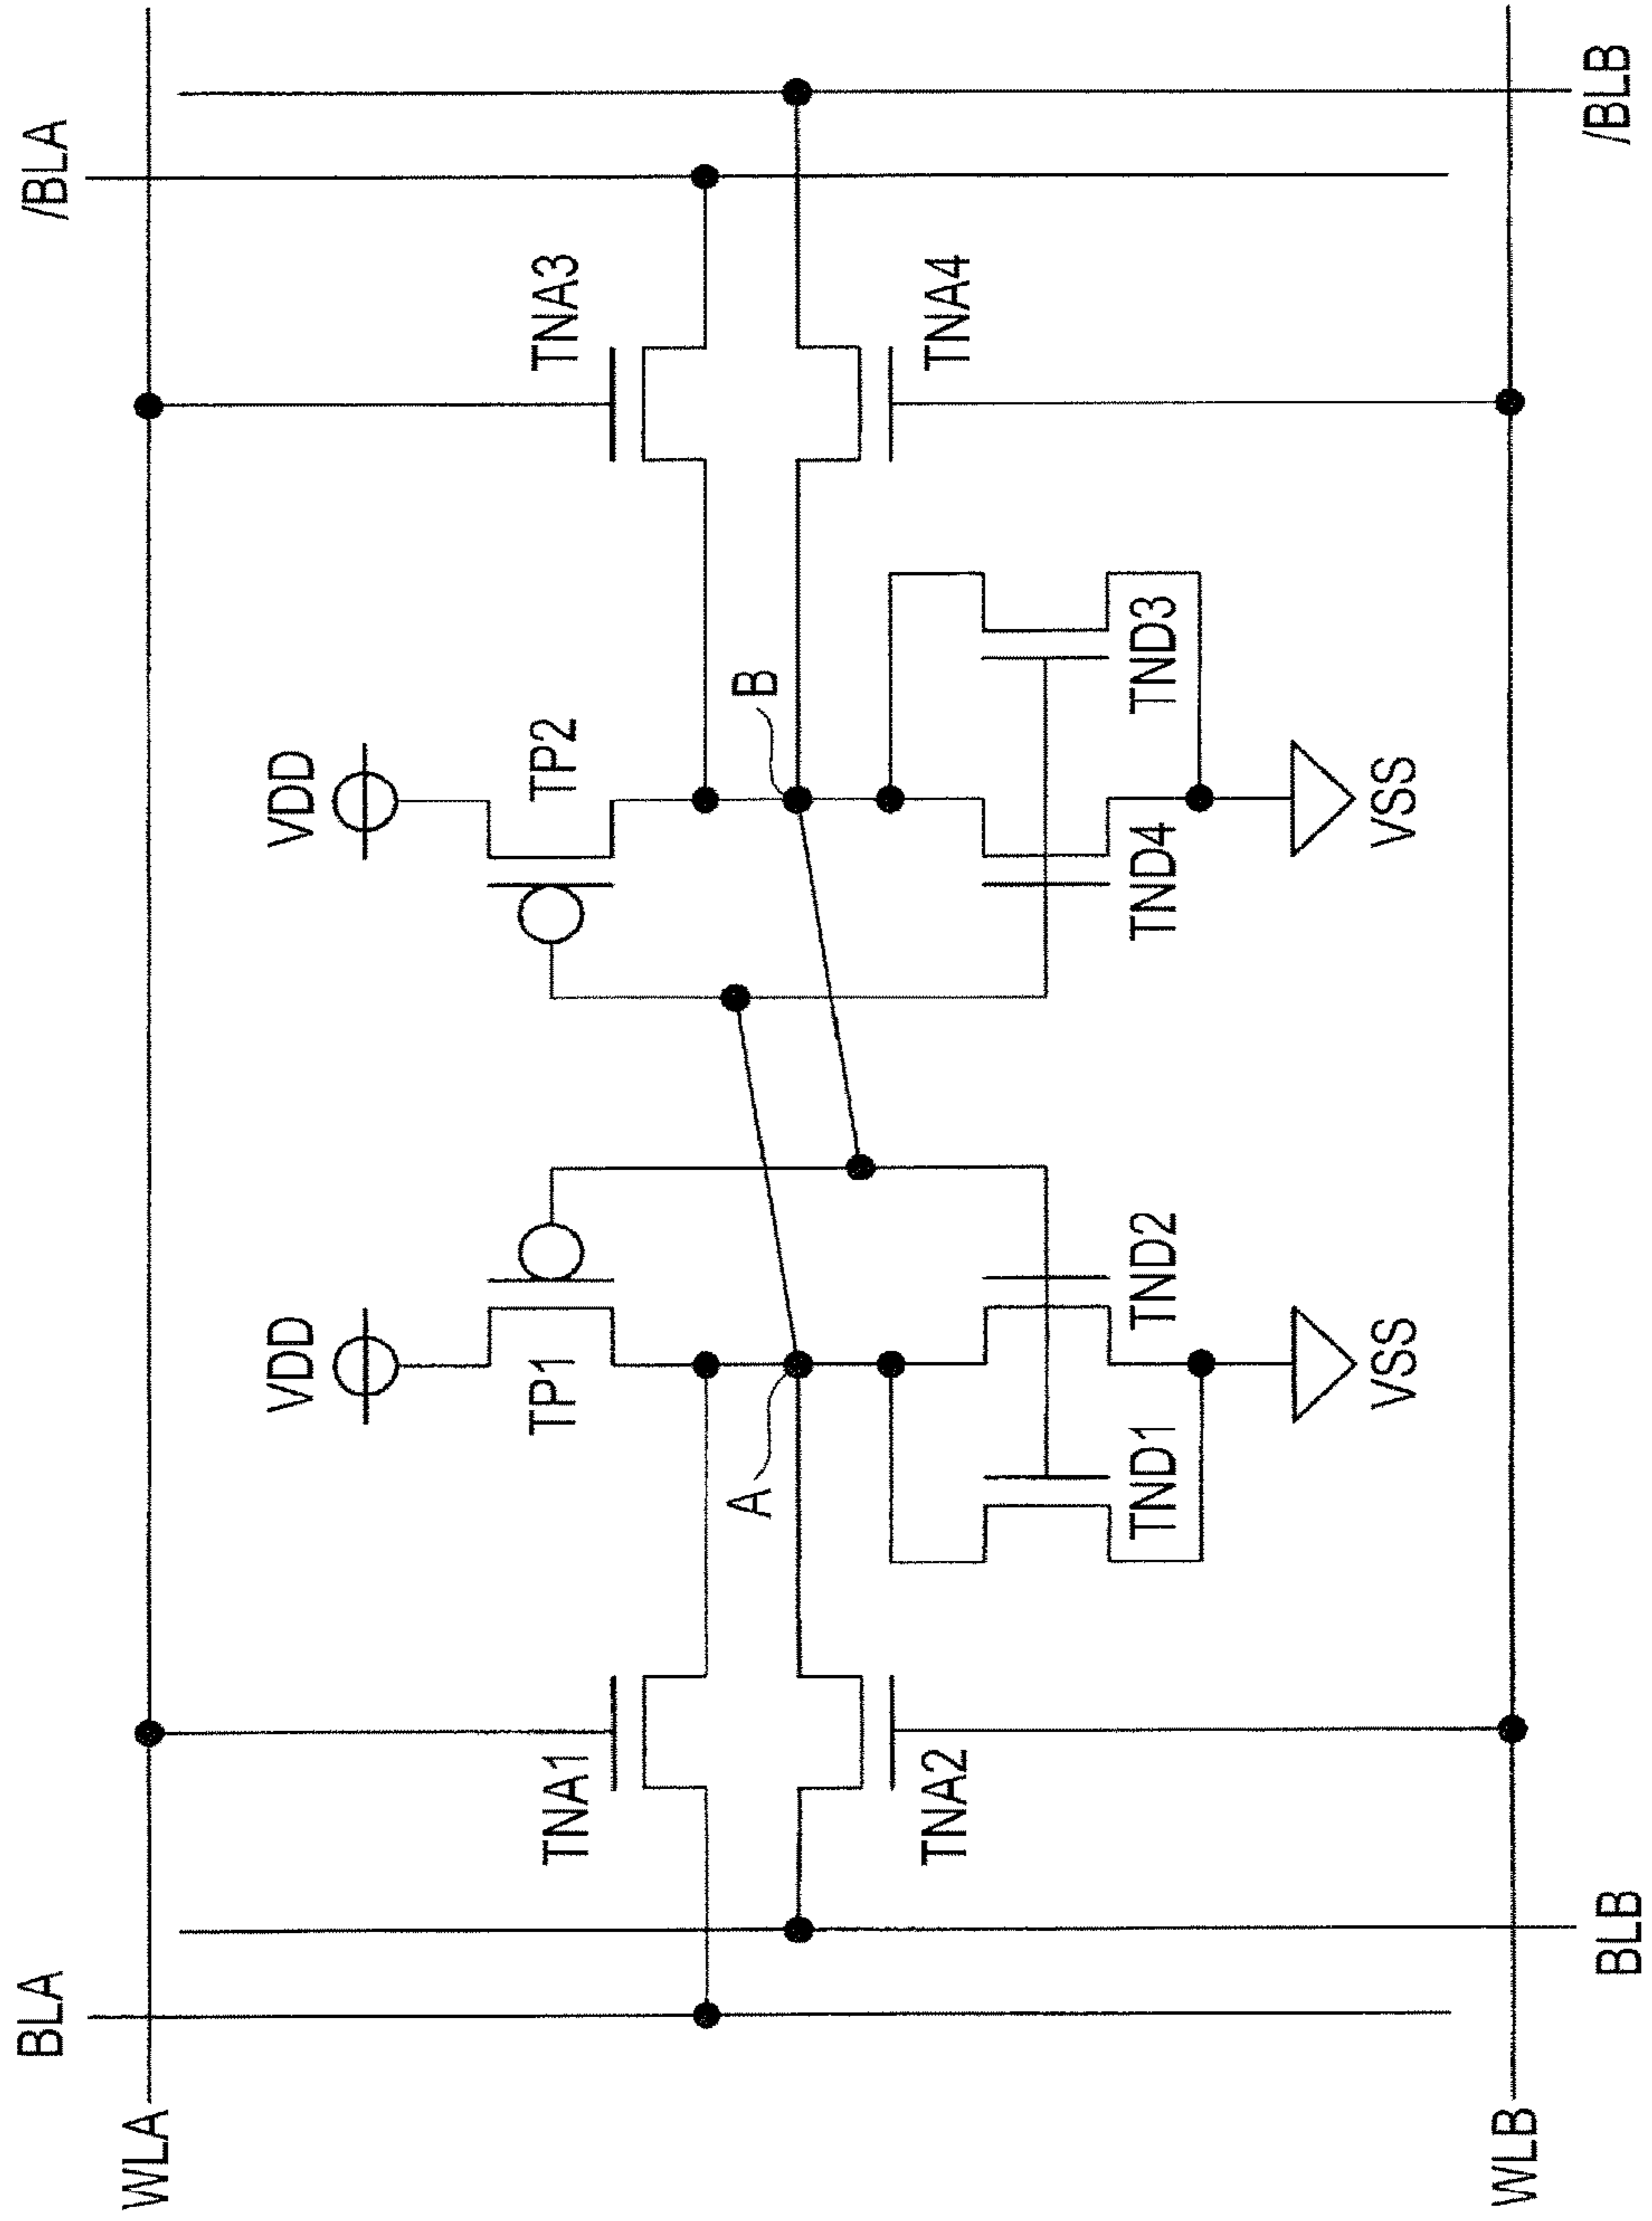 BLA
/BLA
WLA
VDD
VDD
TP1
TP2
TNA1
TNA3
A
B
TNA2
TNA4
TND1
TND2
TND4
TND3
VSS
VSS
WLB
BLB
/BLB